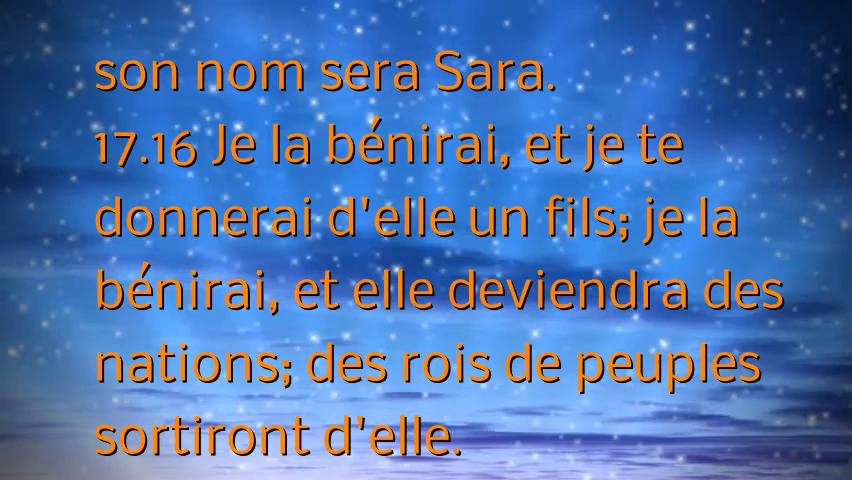 son nom sera Sara.
17.16 Je la bénirai, et je te
donnerai d'elle un fils; je la
bénirai, et elle deviendra des
nations; des rois de peuples
sortiront d'elle.